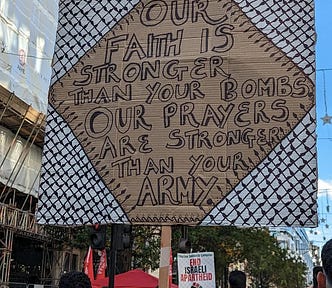 OUR
FAITH IS
STRONGER
THAN YOUR BOMBS.
OUR PRAYERS
ARE STRONGER
THAN YOUR
ARMY.
END
ISRAELI
APARTHEID